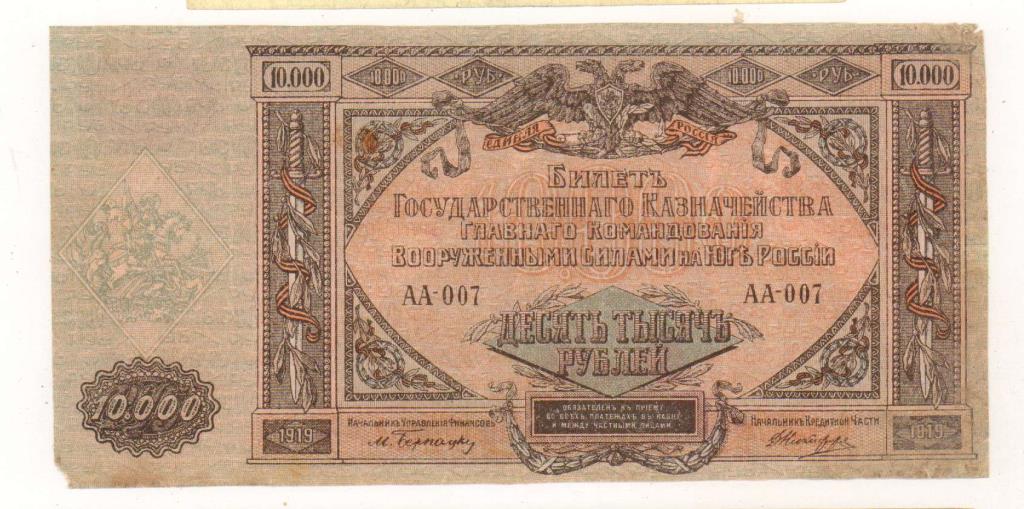 10.000
10.000 РУБ
10.000 РУБ
10.000
ЕДИНАЯ РОССІЯ
БИЛЕТЪ
ГОСУДАРСТВЕННАГО КАЗНАЧЕЙСТВА
ГЛАВНАГО КОМАНДОВАНІЯ
ВООРУЖЕННЫМИ СИЛАМИ НА ЮГѢ РОССІИ
АА-007
АА-007
ДЕСЯТЬ ТЫСЯЧЪ
РУБЛЕЙ
10.000
ОБЯЗАТЕЛЕНЪ КЪ ПРІЕМУ
ВО ВСѢХЪ ПЛАТЕЖАХЪ ВЪ КАЗНУ
И МЕЖДУ ЧАСТНЫМИ ЛИЦАМИ.
1919
НАЧАЛЬНИКЪ УПРАВЛЕНІЯ ФИНАНСОВЪ
М. Бернацкій
НАЧАЛЬНИКЪ КРЕДИТНОЙ ЧАСТИ
1919